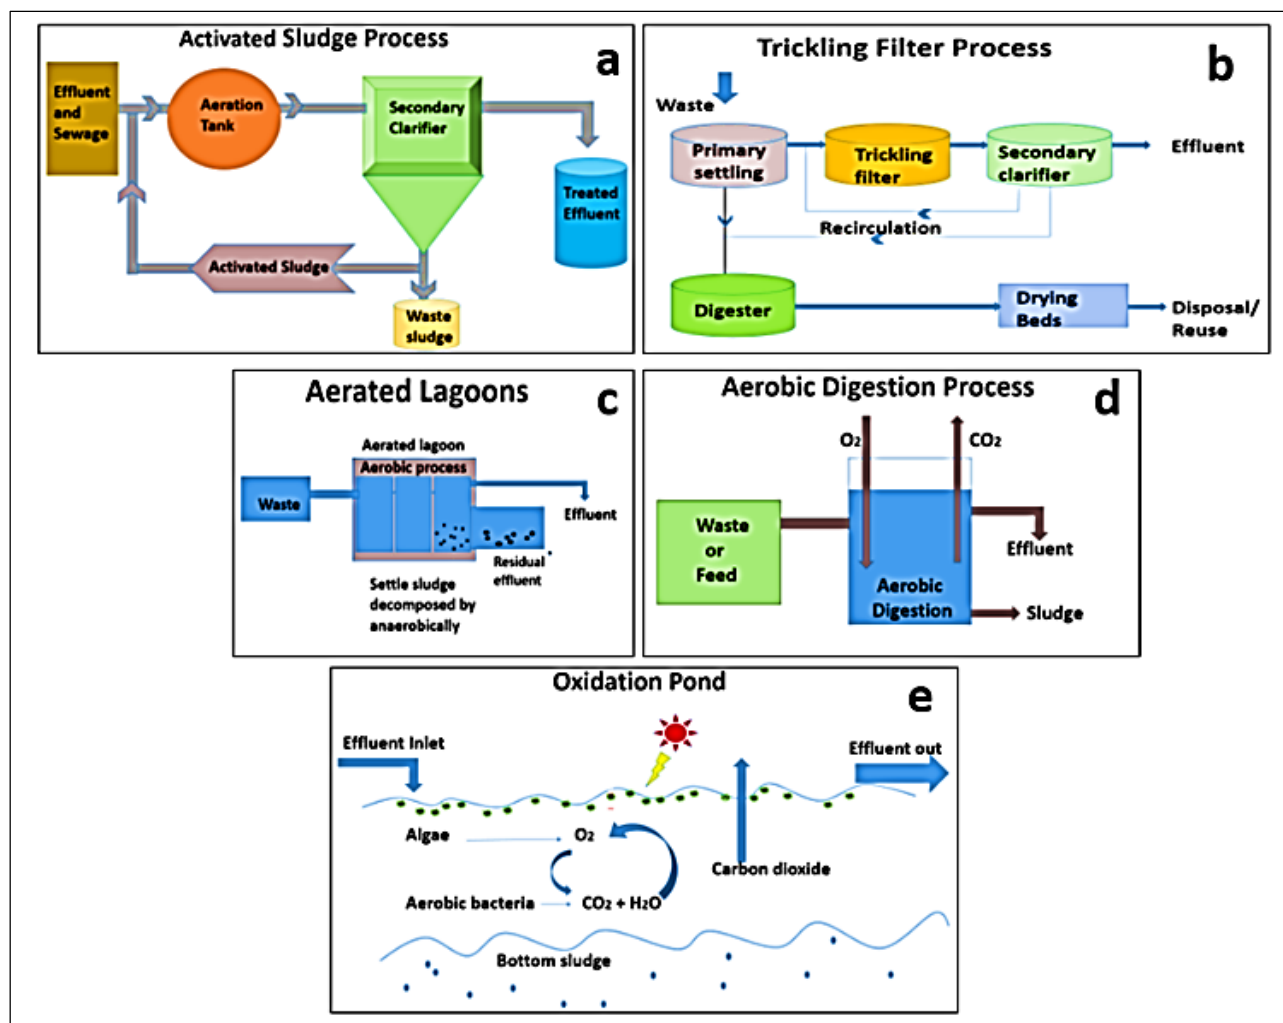 Activated Sludge Process
a
Effluent
and
Sewage
Aeration
Tank
Secondary
Clarifier
Treated
Effluent
Activated Sludge
Waste
sludge
Trickling Filter Process
b
Waste
Primary
settling
Trickling
filter
Secondary
clarifier
Effluent
Recirculation
Digester
Drying
Beds
Disposal/
Reuse
Aerated Lagoons
c
Aerated lagoon
Aerobic process
Waste
Effluent
Residual
effluent
Settle sludge
decomposed by
anaerobically
Aerobic Digestion Process
d
O2
CO2
Waste
or
Feed
Effluent
Aerobic
Digestion
Sludge
Oxidation Pond
e
Effluent Inlet
Effluent out
Algae
O2
Carbon dioxide
Aerobic bacteria
CO2 + H2O
Bottom sludge